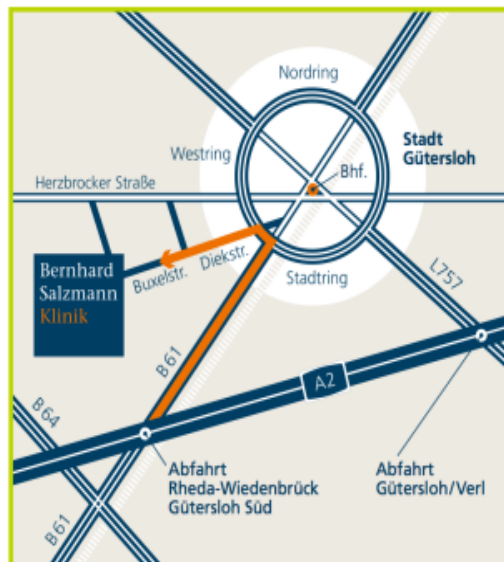 Nordring
Stadt
Gütersloh
Westring
Bhf.
Herzbrocker Straße
Bernhard
Salzmann
Klinik
Buxelstr.
Diekstr.
Stadtring
L757
B61
A2
B64
Abfahrt
Rheda-Wiedenbrück
Gütersloh Süd
Abfahrt
Gütersloh/Verl
B61